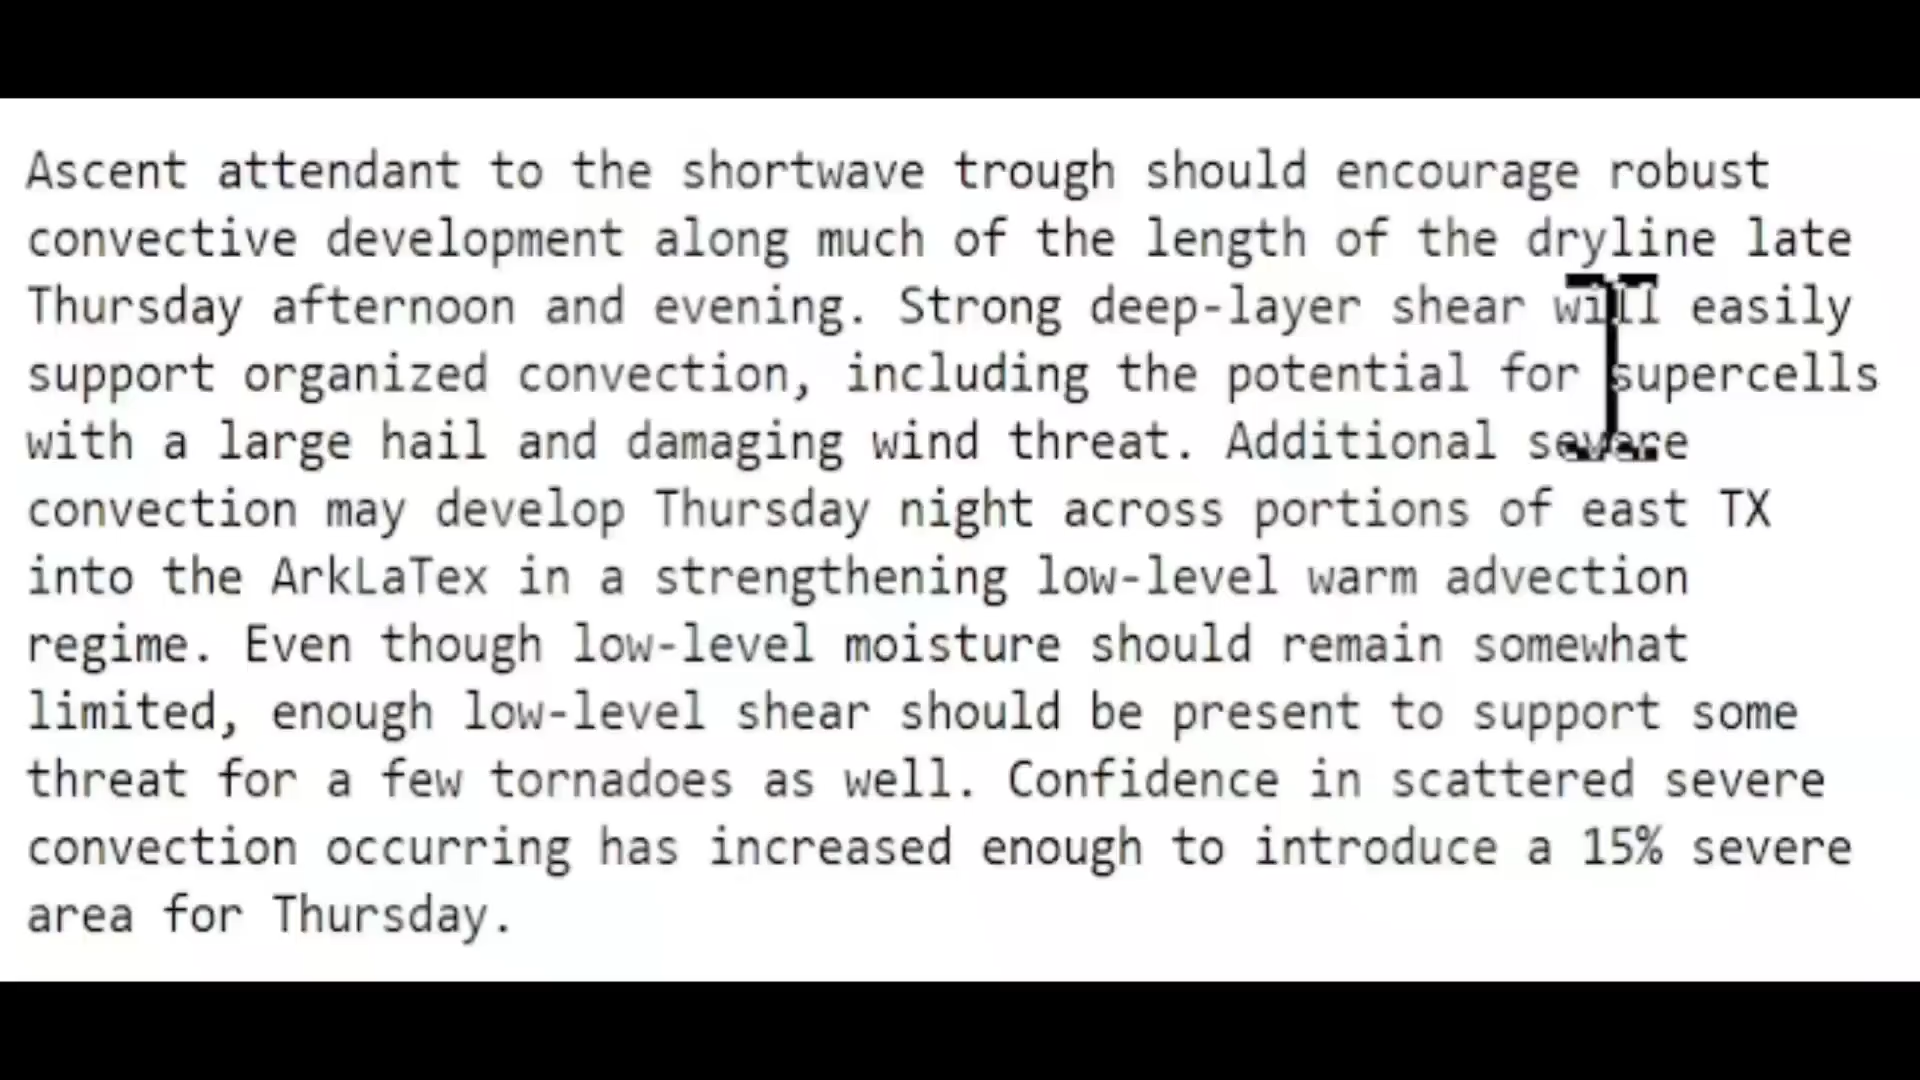 Ascent attendant to the shortwave trough should encourage robust
convective development along much of the length of the dryline late
Thursday afternoon and evening. Strong deep-layer shear will easily
support organized convection, including the potential for supercells
with a large hail and damaging wind threat. Additional severe
convection may develop Thursday night across portions of east TX
into the ArkLaTex in a strengthening low-level warm advection
regime. Even though low-level moisture should remain somewhat
limited, enough low-level shear should be present to support some
threat for a few tornadoes as well. Confidence in scattered severe
convection occurring has increased enough to introduce a 15% severe
area for Thursday.